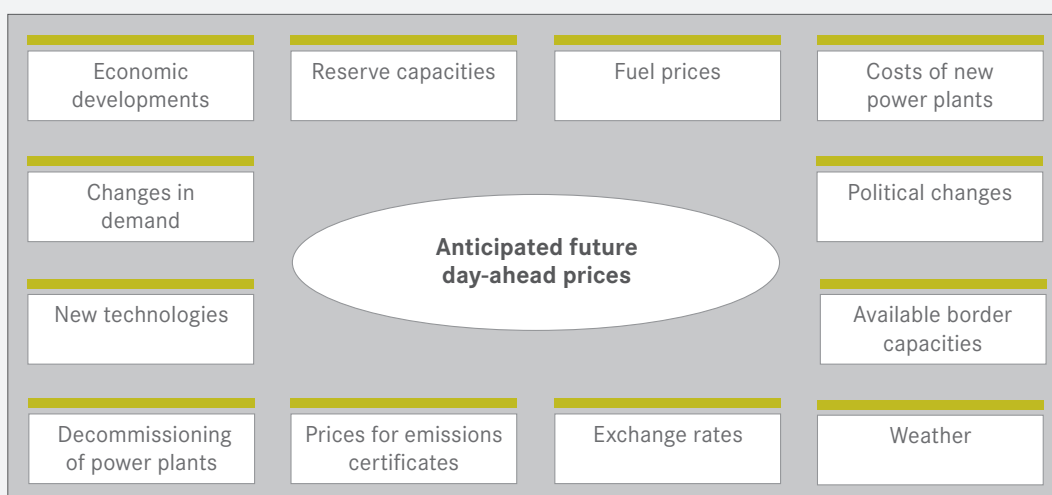 Economic
developments
Reserve capacities
Fuel prices
Costs of new
power plants
Changes in
demand
Political changes
Anticipated future
day-ahead prices
New technologies
Available border
capacities
Decommissioning
of power plants
Prices for emissions
certificates
Exchange rates
Weather